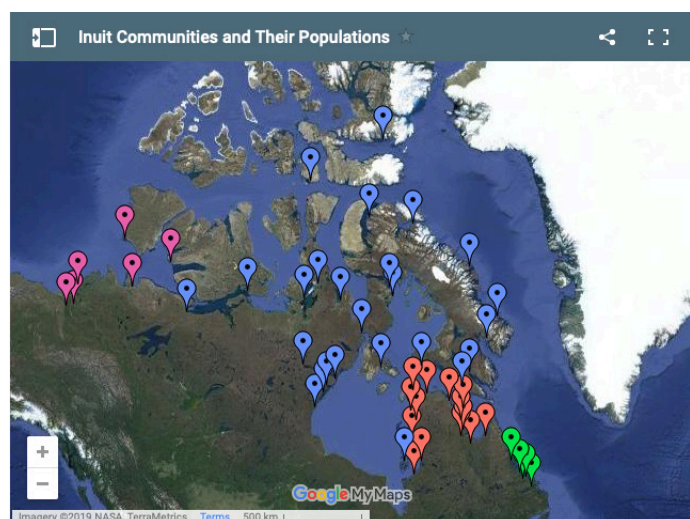 Inuit Communities and Their Populations
+
−
Google My Maps
Imagery ©2019 NASA, TerraMetrics Terms 500 km